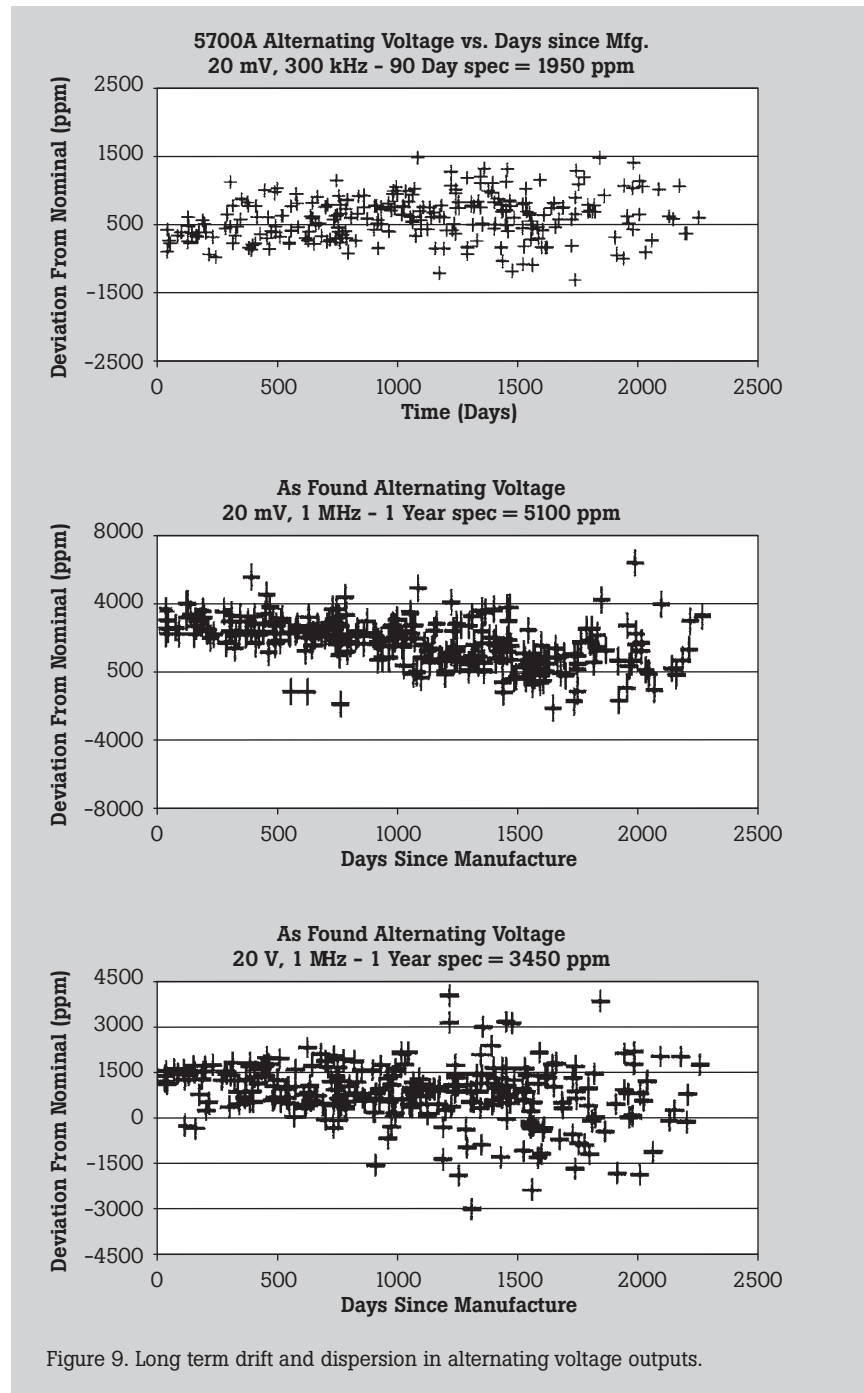 5700A Alternating Voltage vs. Days since Mfg.
20 mV, 300 kHz – 90 Day spec = 1950 ppm
Deviation From Nominal (ppm)
2500
1500
500
–1500
–2500
0 500 1000 1500 2000 2500
Time (Days)
As Found Alternating Voltage
20 mV, 1 MHz – 1 Year spec = 5100 ppm
Deviation From Nominal (ppm)
8000
4000
500
–4000
–8000
0 500 1000 1500 2000 2500
Days Since Manufacture
As Found Alternating Voltage
20 V, 1 MHz – 1 Year spec = 3450 ppm
Deviation From Nominal (ppm)
4500
3000
1500
0
–1500
–3000
–4500
0 500 1000 1500 2000 2500
Days Since Manufacture
Figure 9. Long term drift and dispersion in alternating voltage outputs.